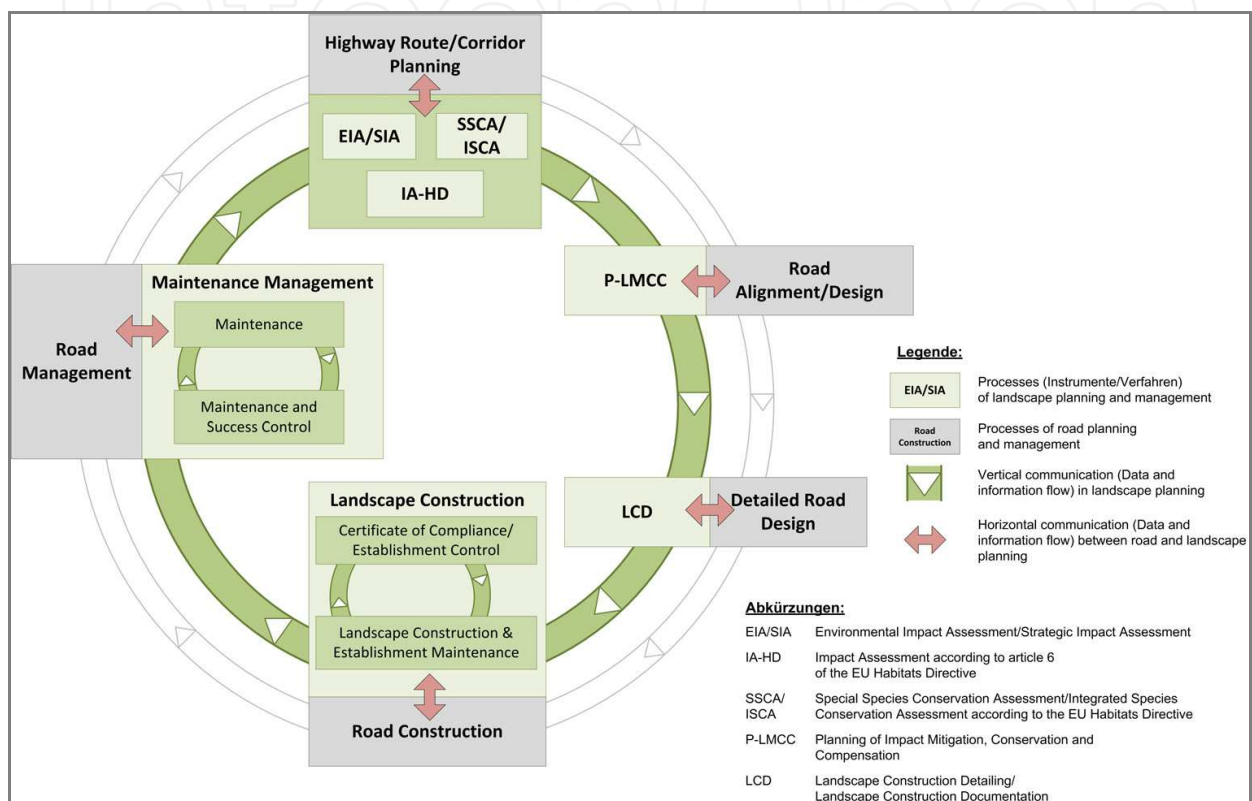 Highway Route/Corridor
Planning
EIA/SIA
SSCA/
ISCA
IA-HD
P-LMCC
Road
Alignment/Design
Maintenance Management
Maintenance
Maintenance and
Success Control
Road
Management
LCD
Detailed Road
Design
Landscape Construction
Certificate of Compliance/
Establishment Control
Landscape Construction &
Establishment Maintenance
Road Construction
Legende:
EIA/SIA
Processes (Instrumente/Verfahren)
of landscape planning and management
Road
Construction
Processes of road planning
and management
Vertical communication (Data and
information flow) in landscape planning
Horizontal communication (Data and
information flow) between road and landscape
planning
Abkürzungen:
EIA/SIA Environmental Impact Assessment/Strategic Impact Assessment
IA-HD Impact Assessment according to article 6
of the EU Habitats Directive
SSCA/ Special Species Conservation Assessment/Integrated Species
ISCA Conservation Assessment according to the EU Habitats Directive
P-LMCC Planning of Impact Mitigation, Conservation and
Compensation
LCD Landscape Construction Detailing/
Landscape Construction Documentation